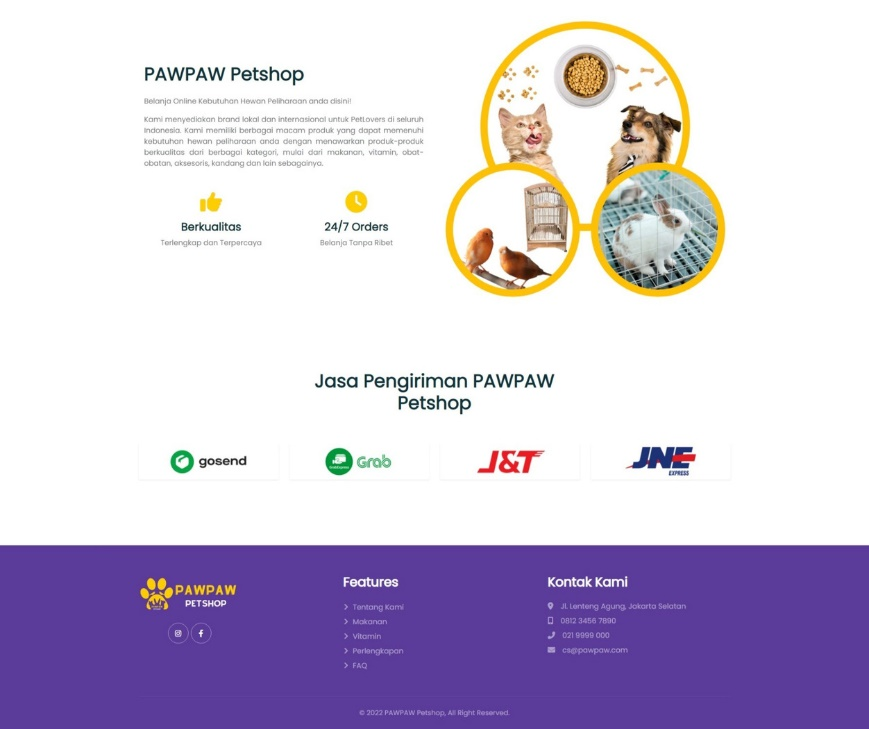 PAWPAW Petshop
Belanja Online Kebutuhan Hewan Peliharaan anda disini!
Kami menyediakan brand lokal dan internasional untuk PetLovers di seluruh
Indonesia. Kami memiliki berbagai macam produk yang dapat memenuhi
kebutuhan hewan peliharaan anda dengan menawarkan produk-produk
berkualitas dari berbagai kategori, mulai dari makanan, vitamin, obat-
obatan, aksesoris, kandang dan lain sebagainya.
Berkualitas
Terlengkap dan Terpercaya
24/7 Orders
Belanja Tanpa Ribet
Jasa Pengiriman PAWPAW
Petshop
gosend
Grab
J&T
JNE
EXPRESS
PAWPAW
PETSHOP
Features
Tentang Kami
Makanan
Vitamin
Perlengkapan
FAQ
Kontak Kami
Jl. Lenteng Agung, Jakarta Selatan
0812 3456 7890
021 9999 000
cs@pawpaw.com
© 2022 PAWPAW Petshop, All Right Reserved.